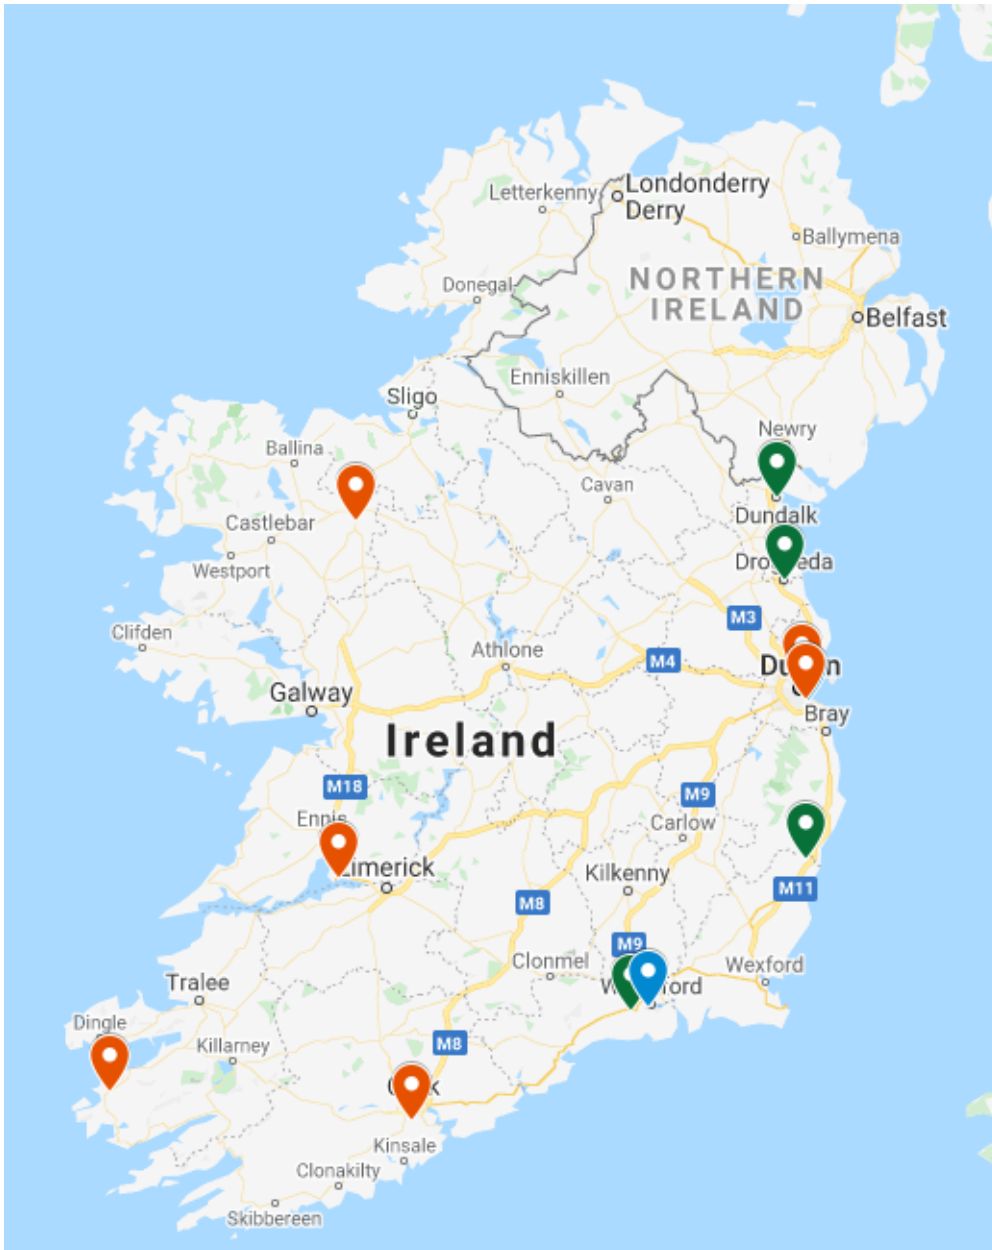 Letterkenny
Londonderry
Derry
Ballymena
NORTHERN
IRELAND
Donegal
Belfast
Enniskillen
Sligo
Newry
Ballina
Cavan
Castlebar
Dundalk
Westport
M3
Clifden
Athlone
M4
Galway
Bray
Ireland
M18
M9
Carlow
Limerick
Kilkenny
M11
M8
M9
Clonmel
Wexford
Tralee
Dingle
Killarney
M8
Kinsale
Clonakilty
Skibbereen